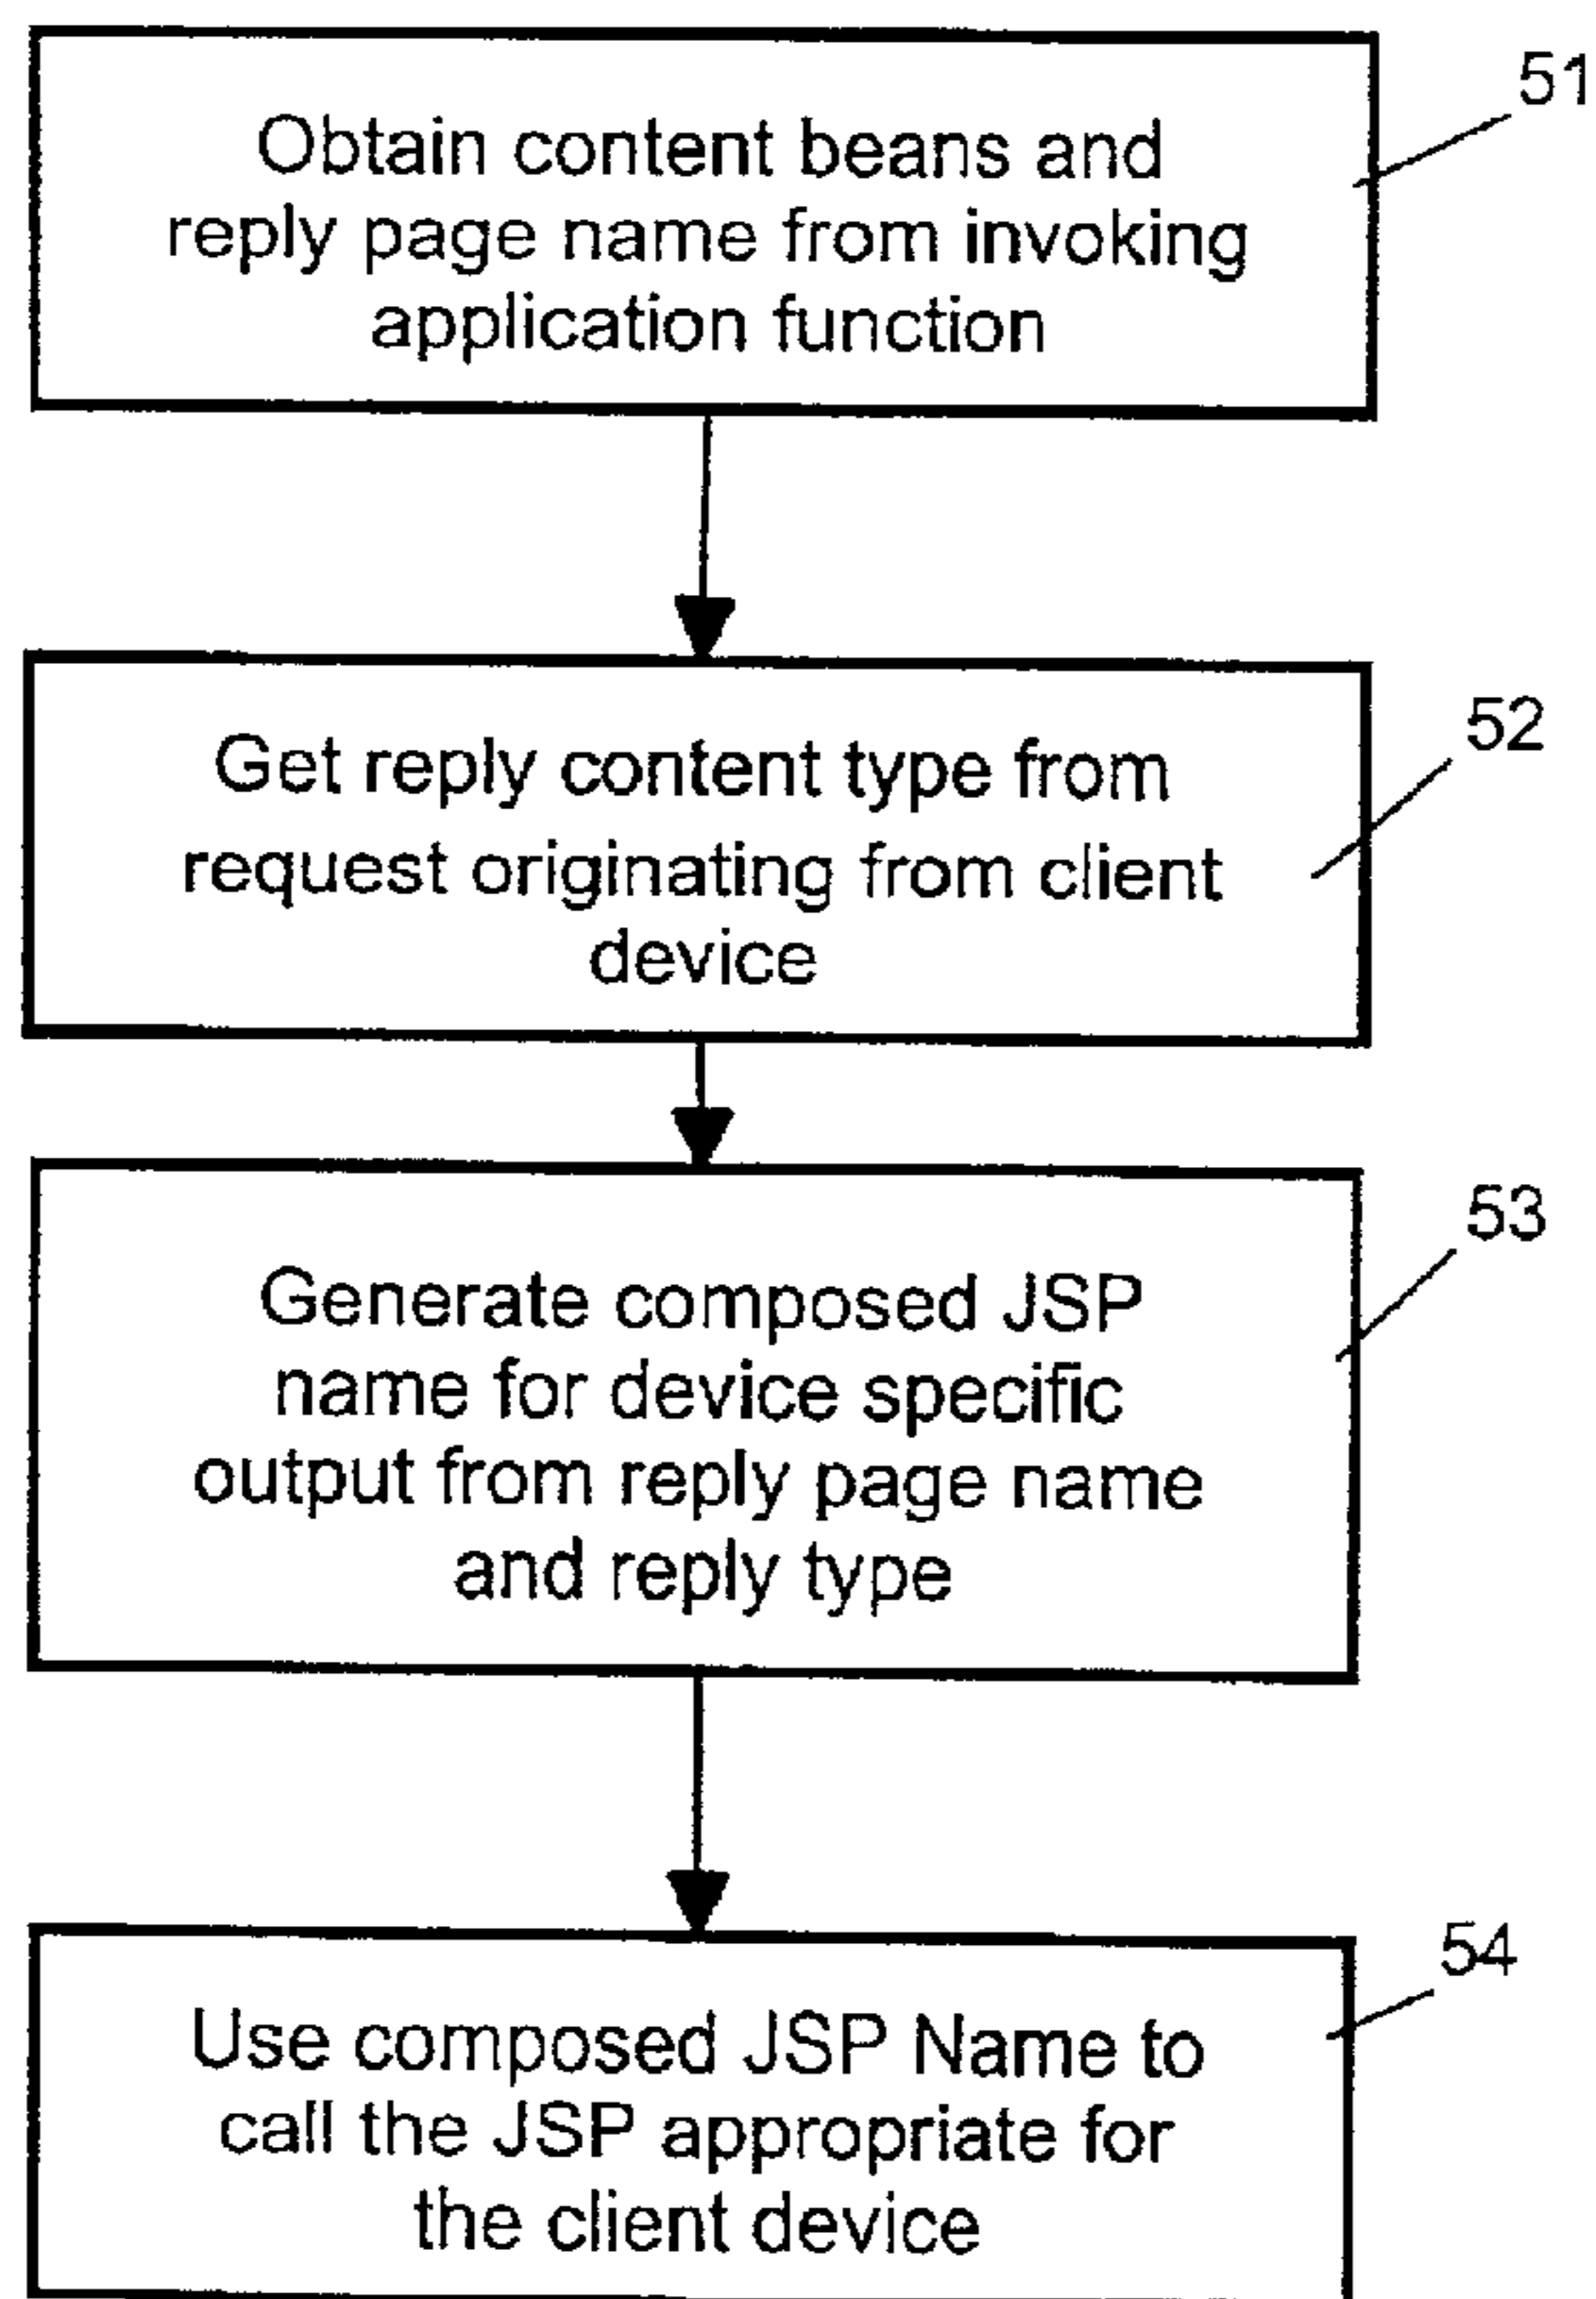 51
Obtain content beans and
reply page name from invoking
application function
52
Get reply content type from
request originating from client
device
53
Generate composed JSP
name for device specific
output from reply page name
and reply type
54
Use composed JSP Name to
call the JSP appropriate for
the client device